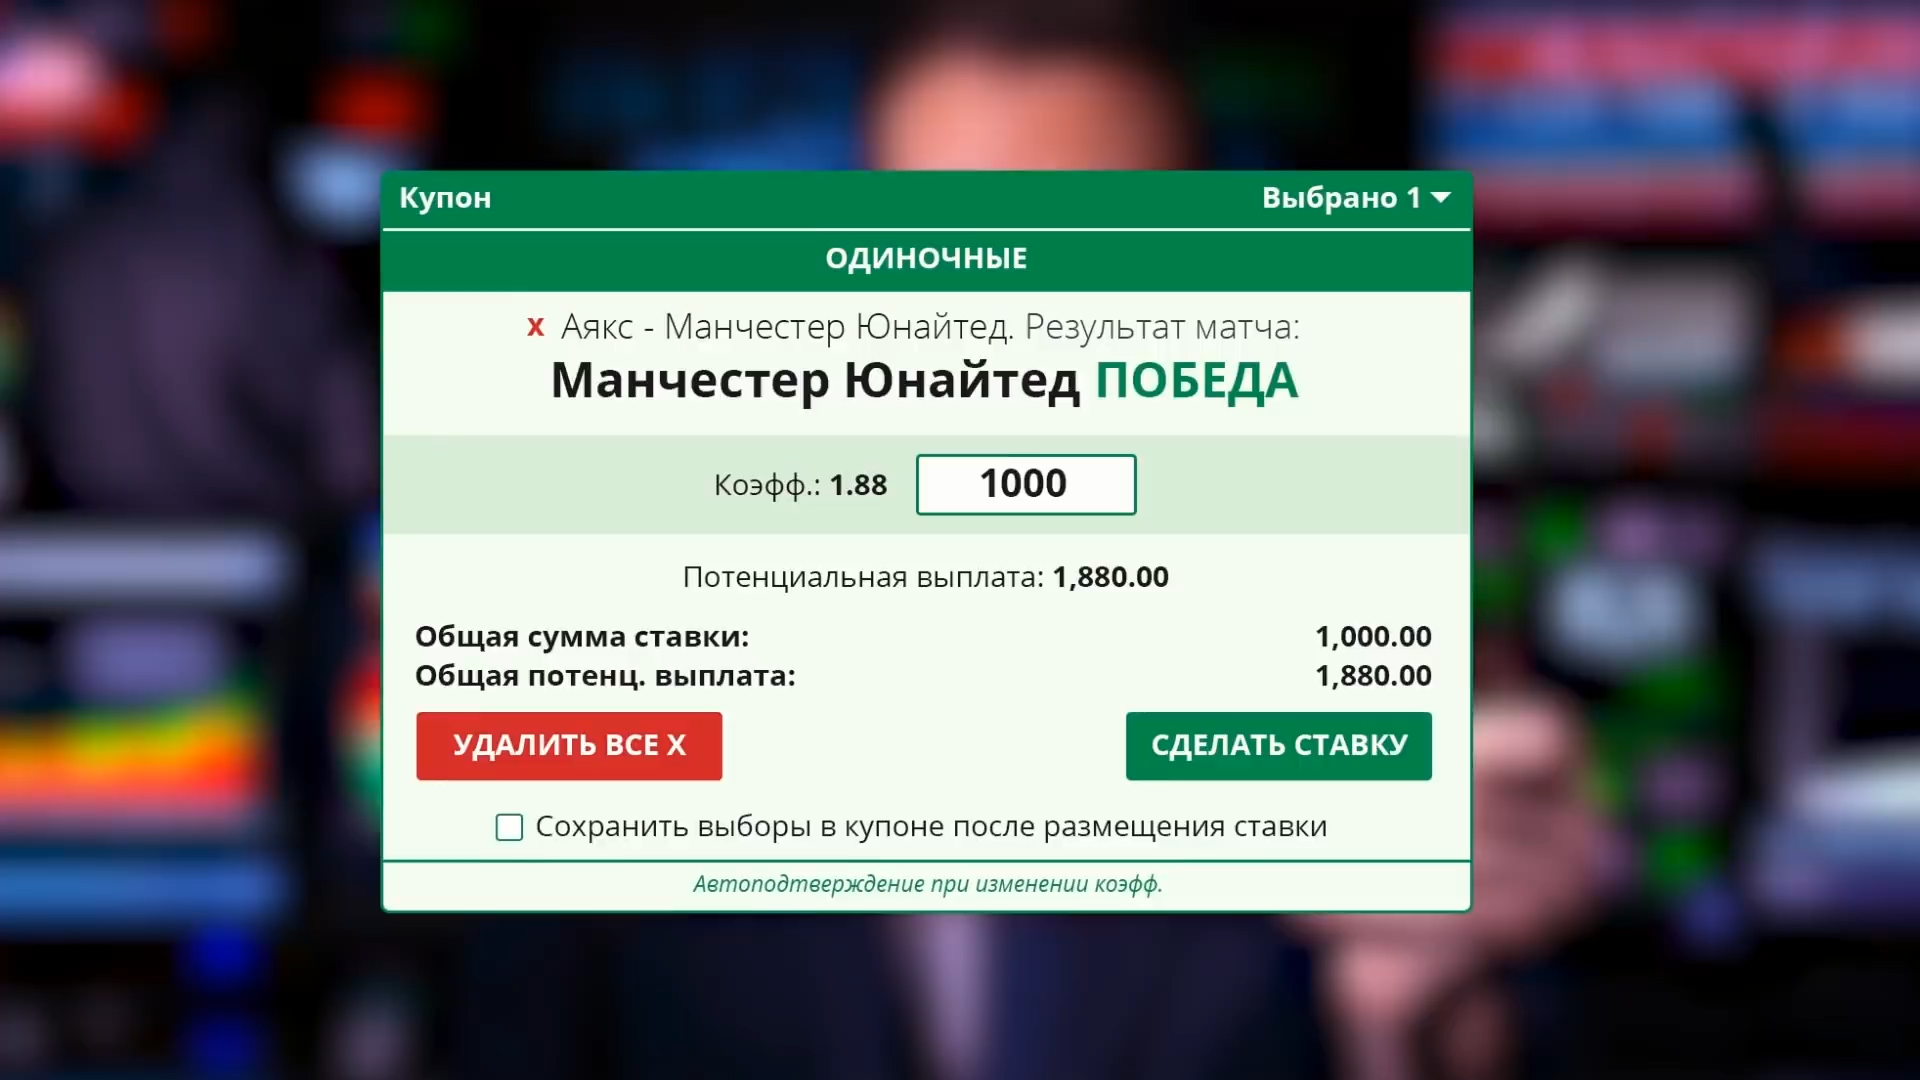 Купон
Выбрано 1
ОДИНОЧНЫЕ
x Аякс - Манчестер Юнайтед. Результат матча:
Манчестер Юнайтед ПОБЕДА
Коэфф.: 1.88 1000
Потенциальная выплата: 1,880.00
Общая сумма ставки: 1,000.00
Общая потенц. выплата: 1,880.00
УДАЛИТЬ ВСЕ X
СДЕЛАТЬ СТАВКУ
Сохранить выборы в купоне после размещения ставки
Автоподтверждение при изменении коэфф.